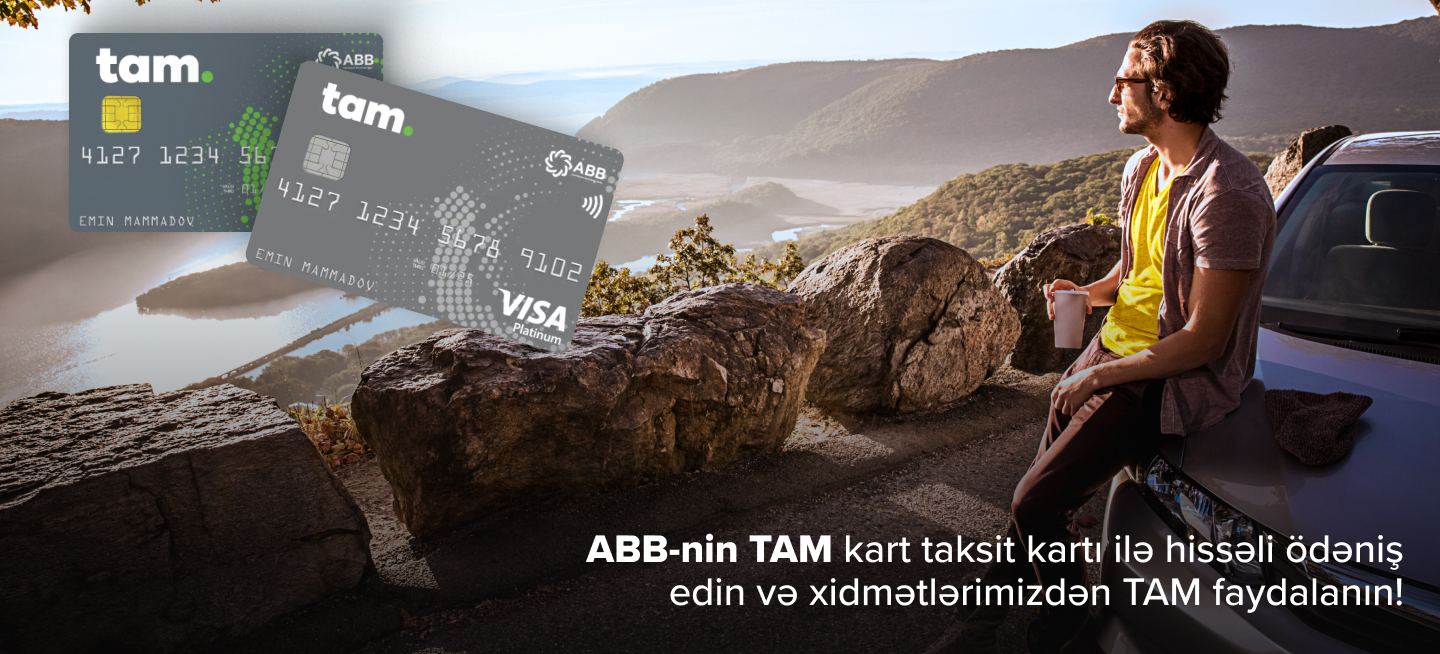 tam.
ABB
4127 1234 567
EMIN MAMMADOV
tam.
ABB
4127 1234 5678 9102
EMIN MAMMADOV
VISA
Platinum
ABB-nin TAM kart taksit kartı ilə hissəli ödəniş
edin və xidmətlərimizdən TAM faydalanın!